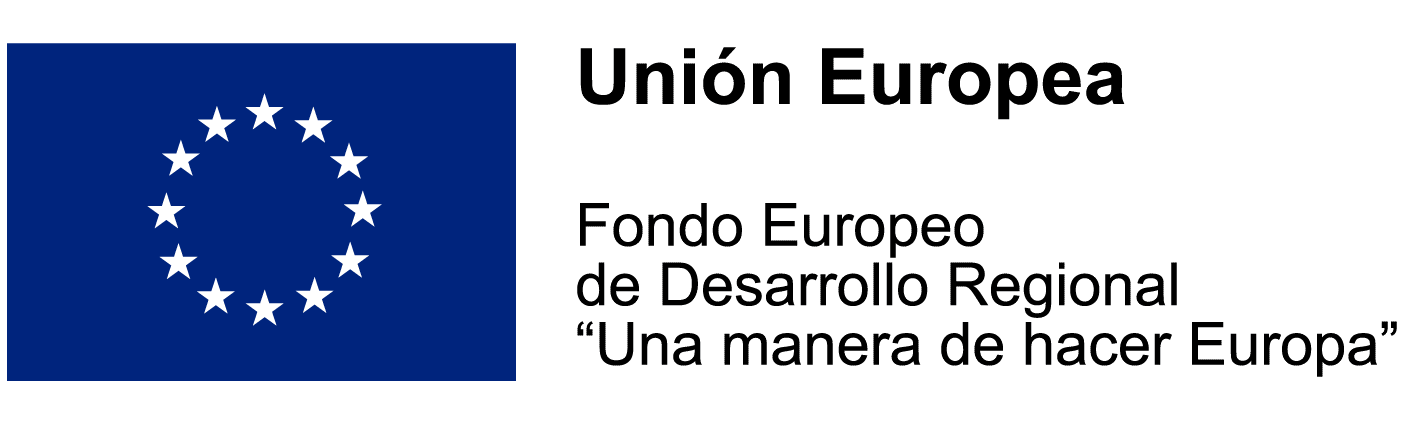 Unión Europea
Fondo Europeo
de Desarrollo Regional
“Una manera de hacer Europa”